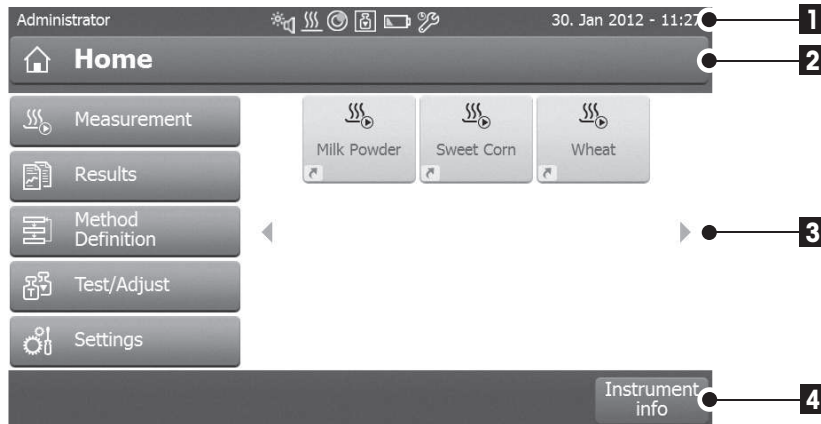 Administrator
30. Jan 2012 - 11:27
1
Home
2
Measurement
Results
Method
Definition
Test/Adjust
Settings
Milk Powder
Sweet Corn
Wheat
3
Instrument
info
4